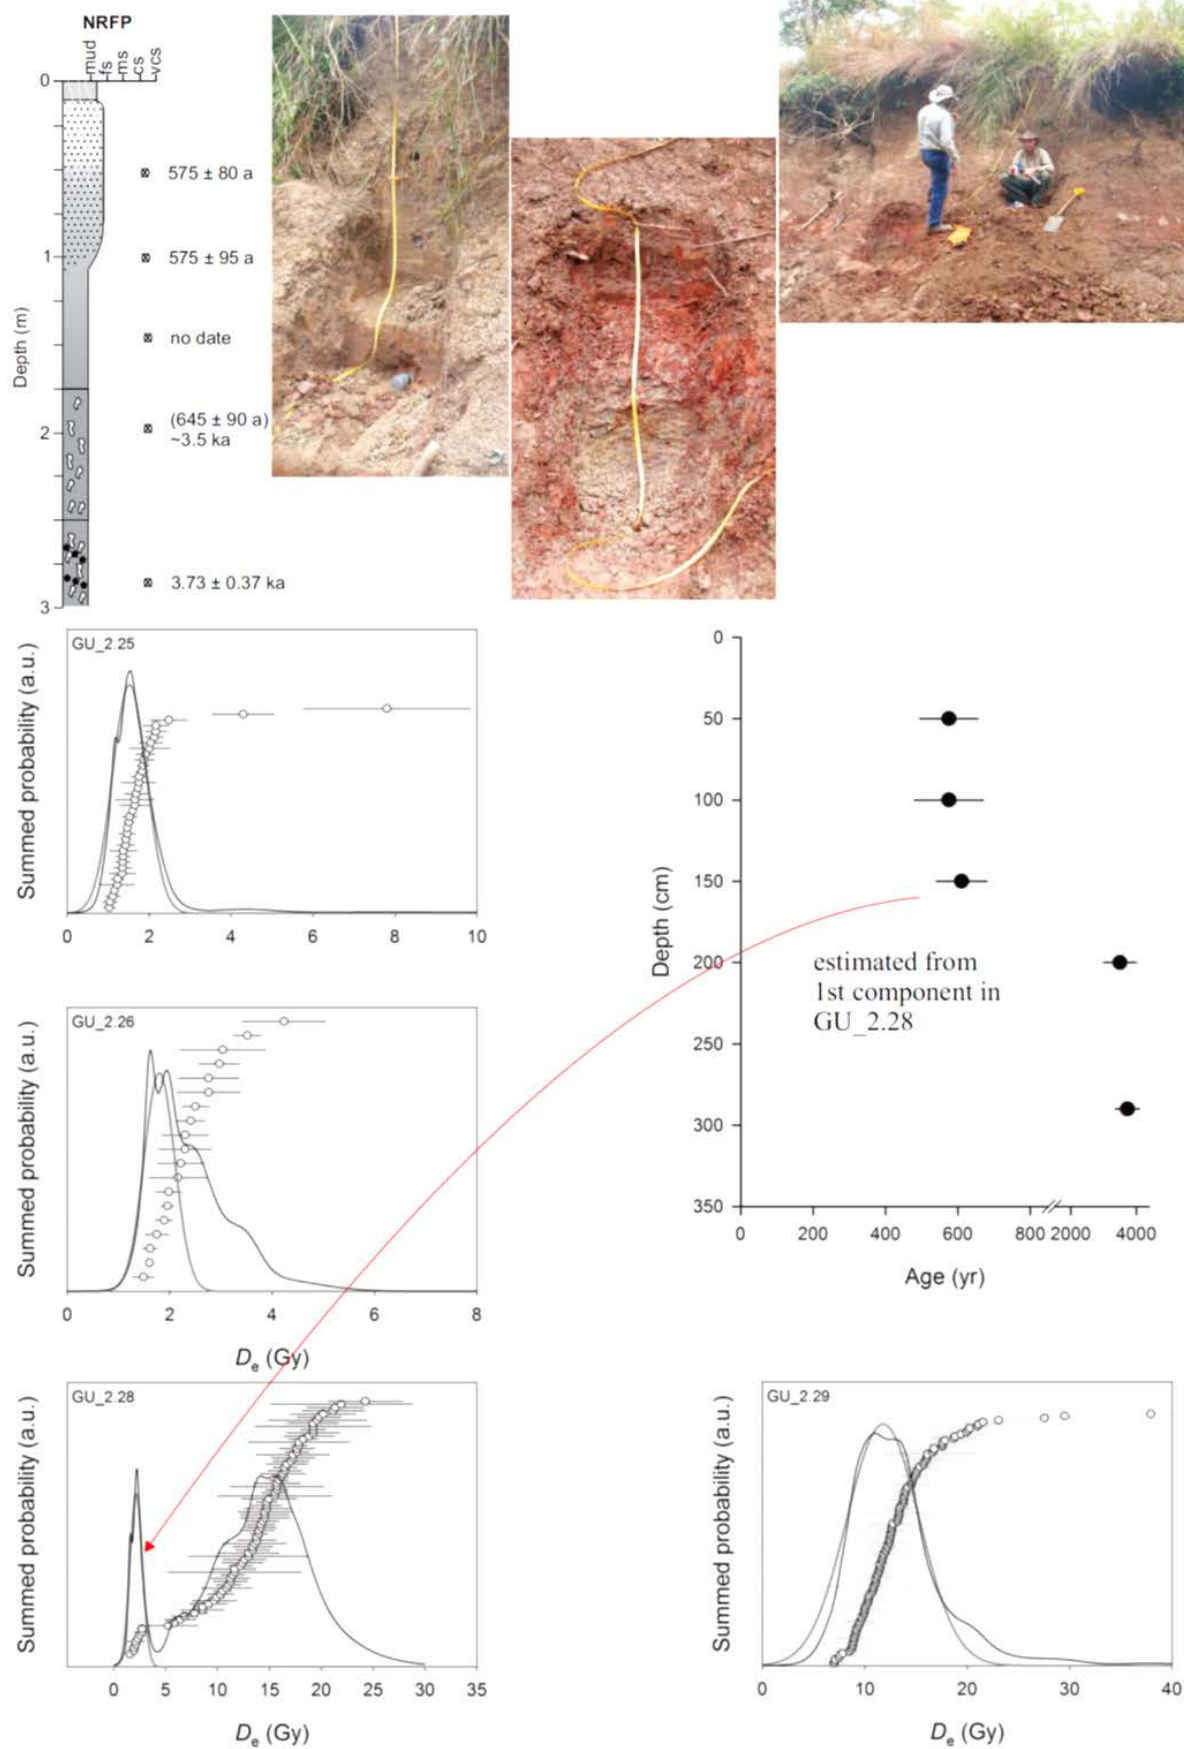 NRFP
mud
fs
ms
cs
vcs
0
575 ± 80 a
1
575 ± 95 a
Depth (m)
no date
(645 ± 90 a)
~3.5 ka
2
3.73 ± 0.37 ka
3
GU_2.25
Summed probability (a.u.)
0 2 4 6 8 10
GU_2.26
Summed probability (a.u.)
0 2 4 6 8
De (Gy)
0
50
100
150
200
250
300
350
Depth (cm)
estimated from
1st component in
GU_2.28
0 200 400 600 800 2000 4000
Age (yr)
GU_2.28
Summed probability (a.u.)
0 5 10 15 20 25 30 35
De (Gy)
GU_2.29
Summed probability (a.u.)
0 10 20 30 40
De (Gy)